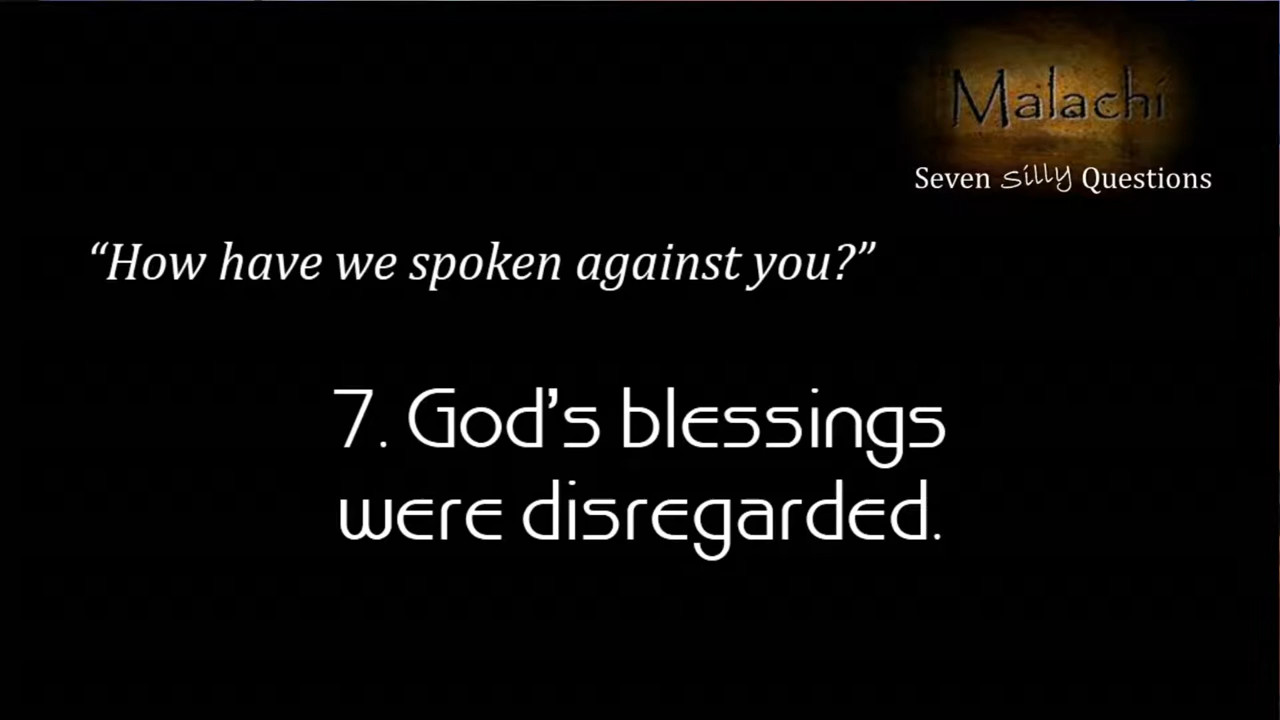 Malachi
Seven Silly Questions
“How have we spoken against you?”
7. God’s blessings
were disregarded.